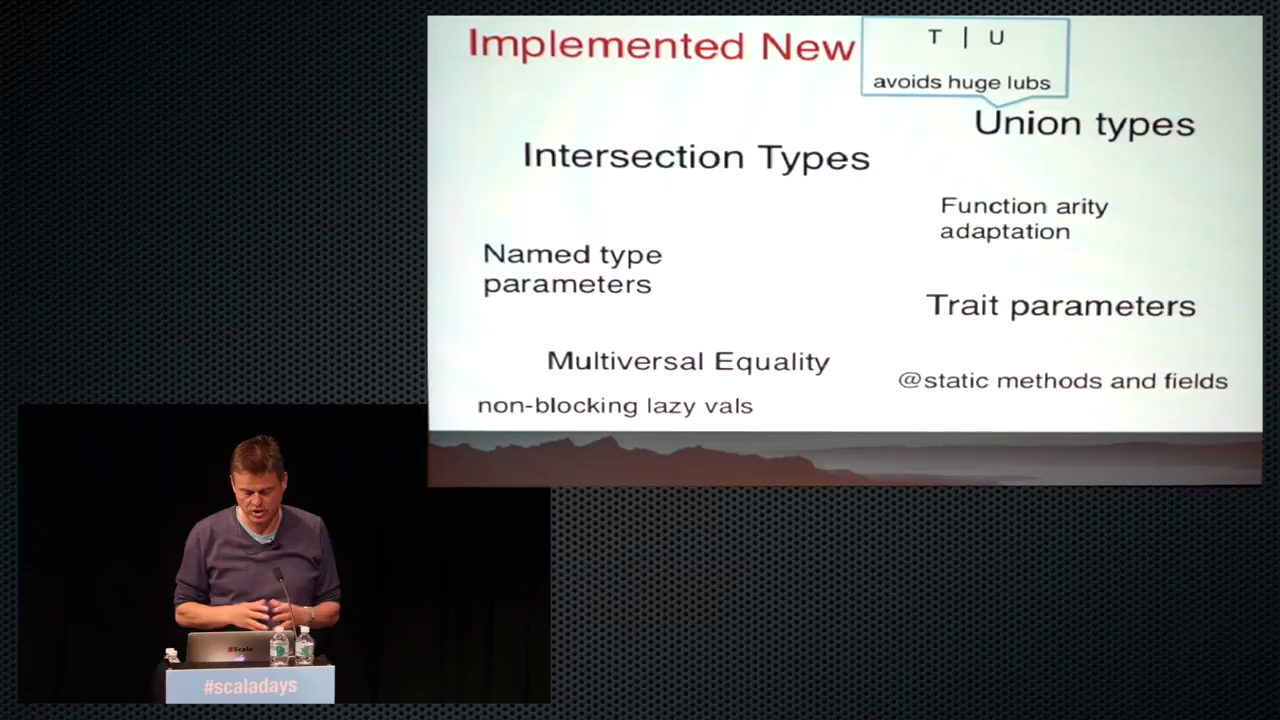 Implemented New
T | U
avoids huge lubs
Union types
Intersection Types
Function arity
adaptation
Named type
parameters
Trait parameters
Multiversal Equality
@static methods and fields
non-blocking lazy vals
Scala
#scaladays